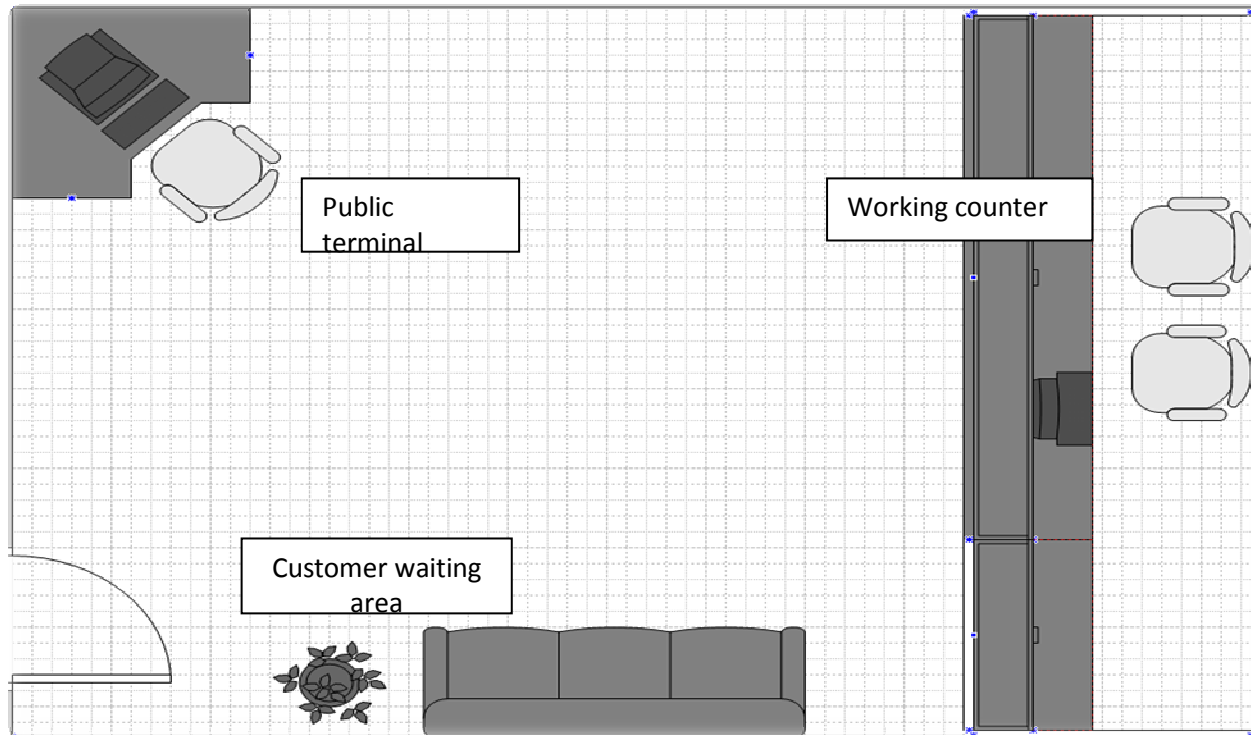 Public
terminal
Working counter
Customer waiting
area